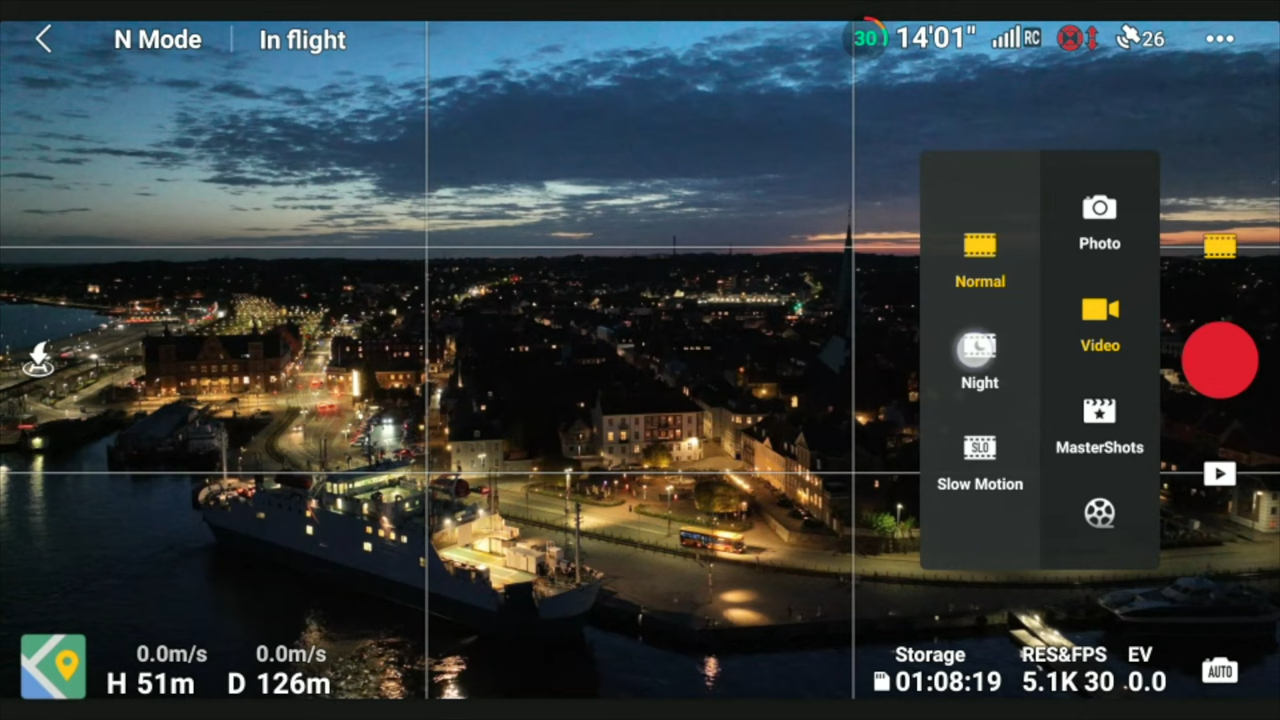 N Mode
In flight
30
14'01"
RC
26
Normal
Night
SLO
Slow Motion
Photo
Video
MasterShots
0.0m/s
0.0m/s
H 51m
D 126m
Storage
01:08:19
RES&FPS
5.1K 30
EV
0.0
AUTO